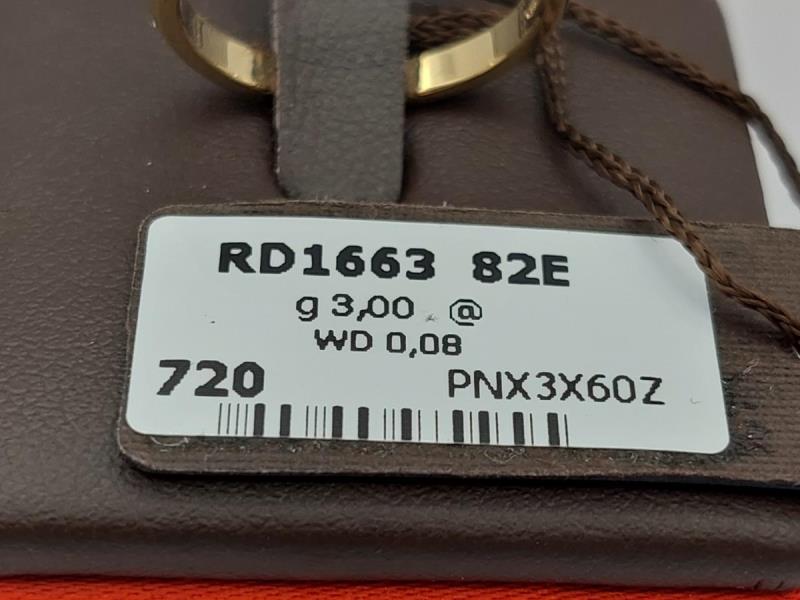 RD1663 82E
g 3,00 @
WD 0,08
720 PNX3X60Z